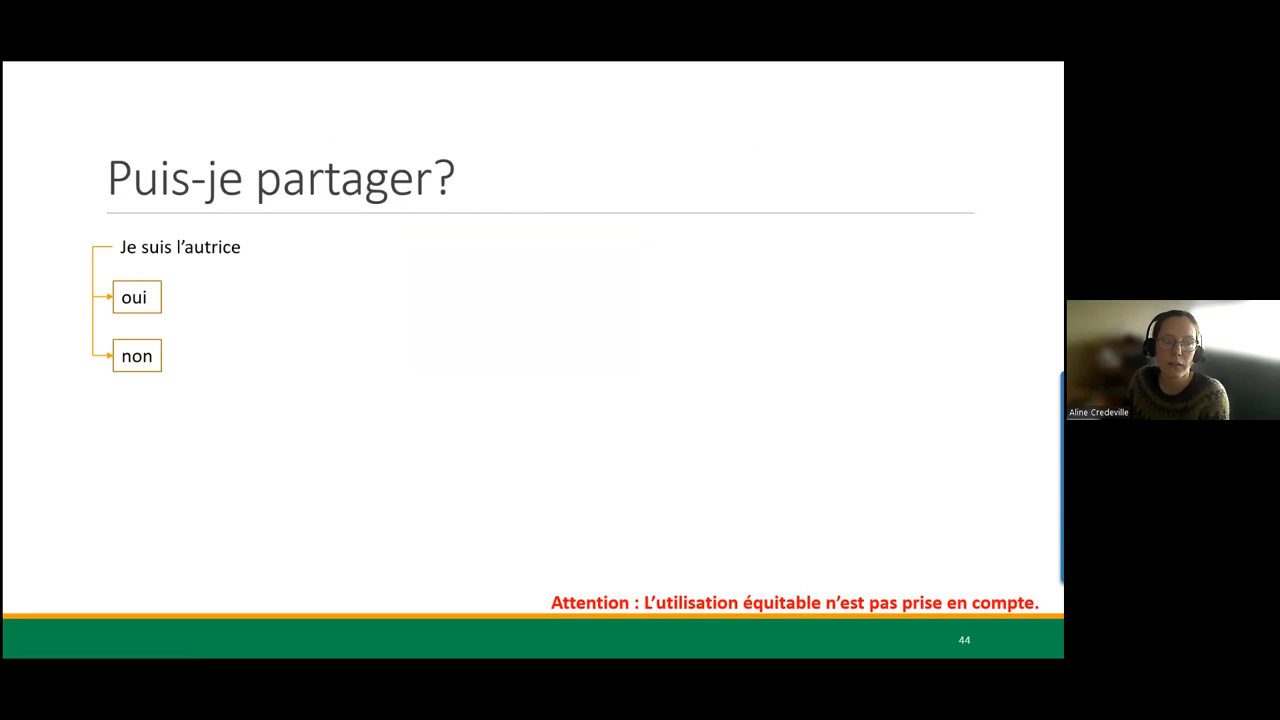 Puis-je partager?
Je suis l’autrice
oui
non
Aline Credeville
Attention : L’utilisation équitable n’est pas prise en compte.
44